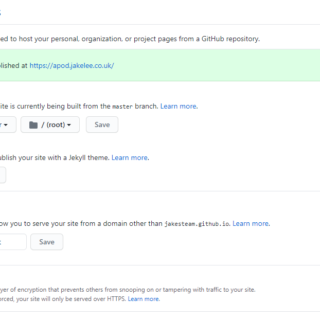 ed to host your personal, organization, or project pages from a GitHub repository.
lished at https://apod.jakelee.co.uk/
ite is currently being built from the master branch. Learn more.
/ (root) Save
ublish your site with a Jekyll theme. Learn more.
ow you to serve your site from a domain other than jakesteam.github.io. Learn more.
Save
yer of encryption that prevents others from snooping on or tampering with traffic to your site.
orced, your site will only be served over HTTPS. Learn more.